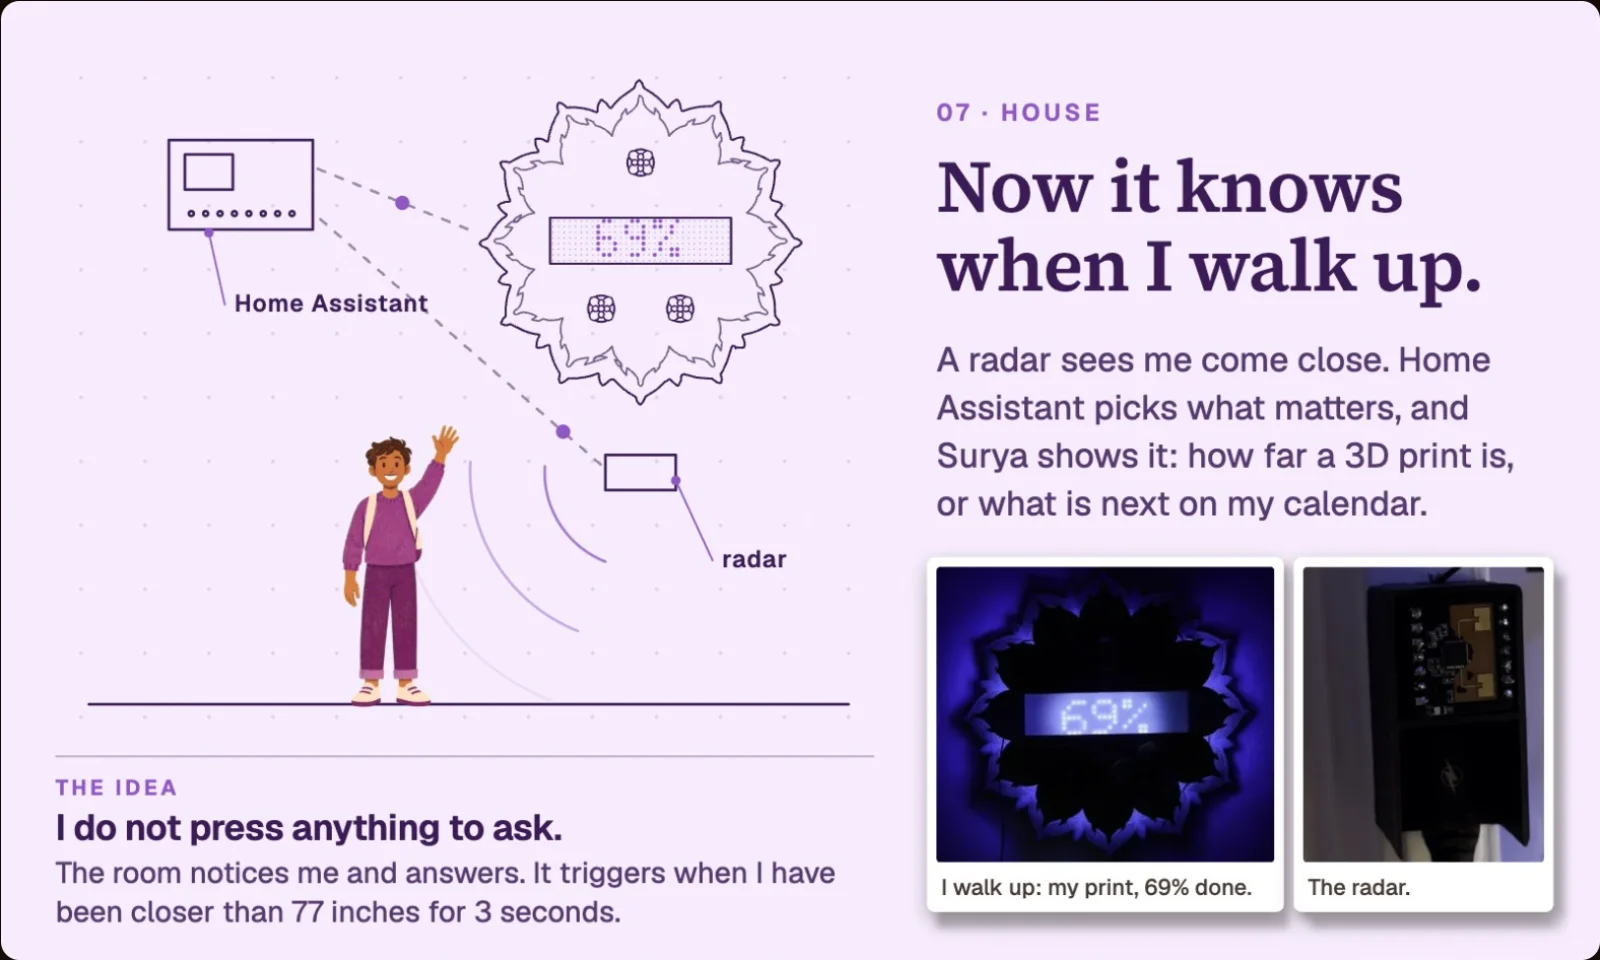 Home Assistant
69%
radar
THE IDEA
I do not press anything to ask.
The room notices me and answers. It triggers when I have
been closer than 77 inches for 3 seconds.
07 · HOUSE
Now it knows
when I walk up.
A radar sees me come close. Home
Assistant picks what matters, and
Surya shows it: how far a 3D print is,
or what is next on my calendar.
69%
I walk up: my print, 69% done.
The radar.